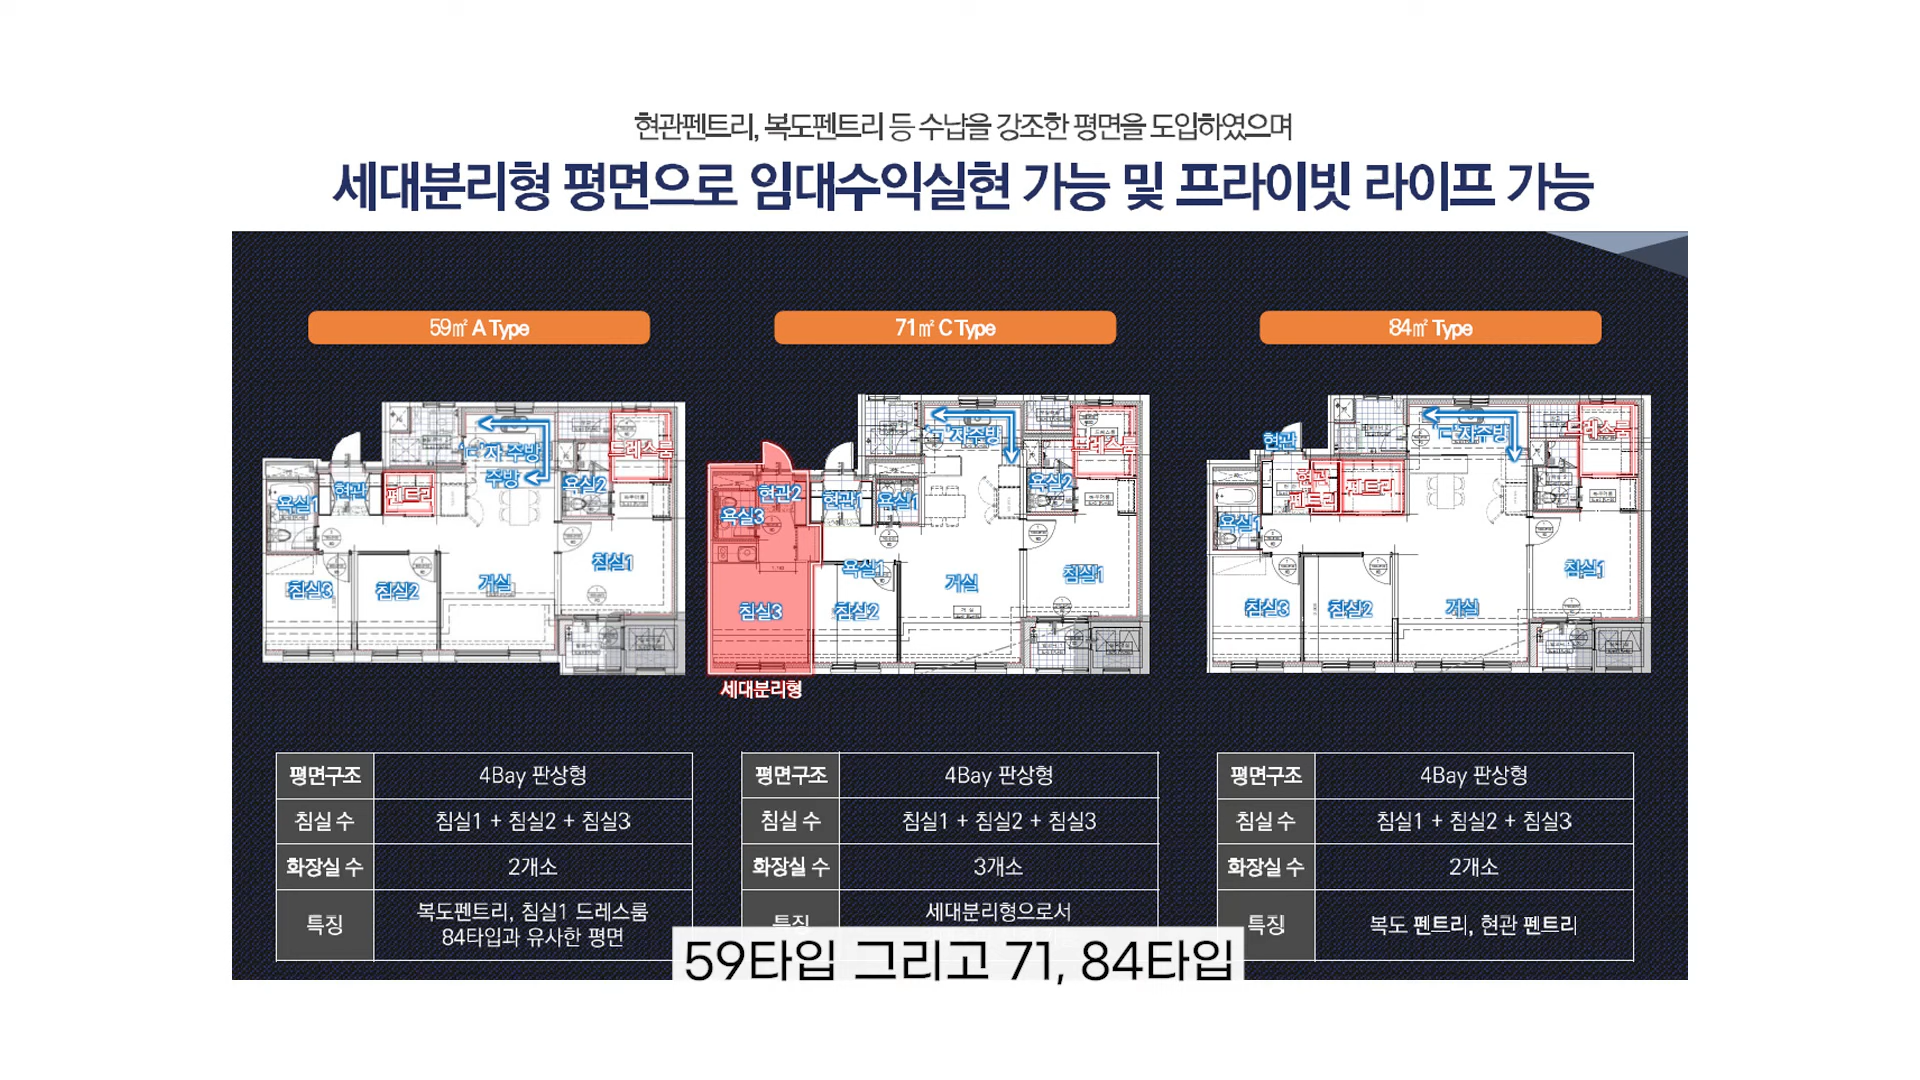 현관펜트리, 복도펜트리 등 수납을 강조한 평면을 도입하였으며
세대분리형 평면으로 임대수익실현 가능 및 프라이빗 라이프 가능
59㎡ A Type
ㄷ자 주방
주방
드레스룸
욕실1
현관
펜트리
욕실2
침실3
침실2
거실
침실1
평면구조 4Bay 판상형
침실 수 침실1 + 침실2 + 침실3
화장실 수 2개소
특징 복도펜트리, 침실1 드레스룸
84타입과 유사한 평면
71㎡ C Type
자주방
드레스룸
현관2
욕실3
현관1
욕실1
욕실2
욕실1
침실3
침실2
거실
침실1
세대분리형
평면구조 4Bay 판상형
침실 수 침실1 + 침실2 + 침실3
화장실 수 3개소
특징 세대분리형으로서
84㎡ Type
현관
ㄷ자주방
드레스룸
현관
펜트리
펜트리
욕실1
침실3
침실2
거실
침실1
평면구조 4Bay 판상형
침실 수 침실1 + 침실2 + 침실3
화장실 수 2개소
특징 복도 펜트리, 현관 펜트리
59타입 그리고 71, 84타입